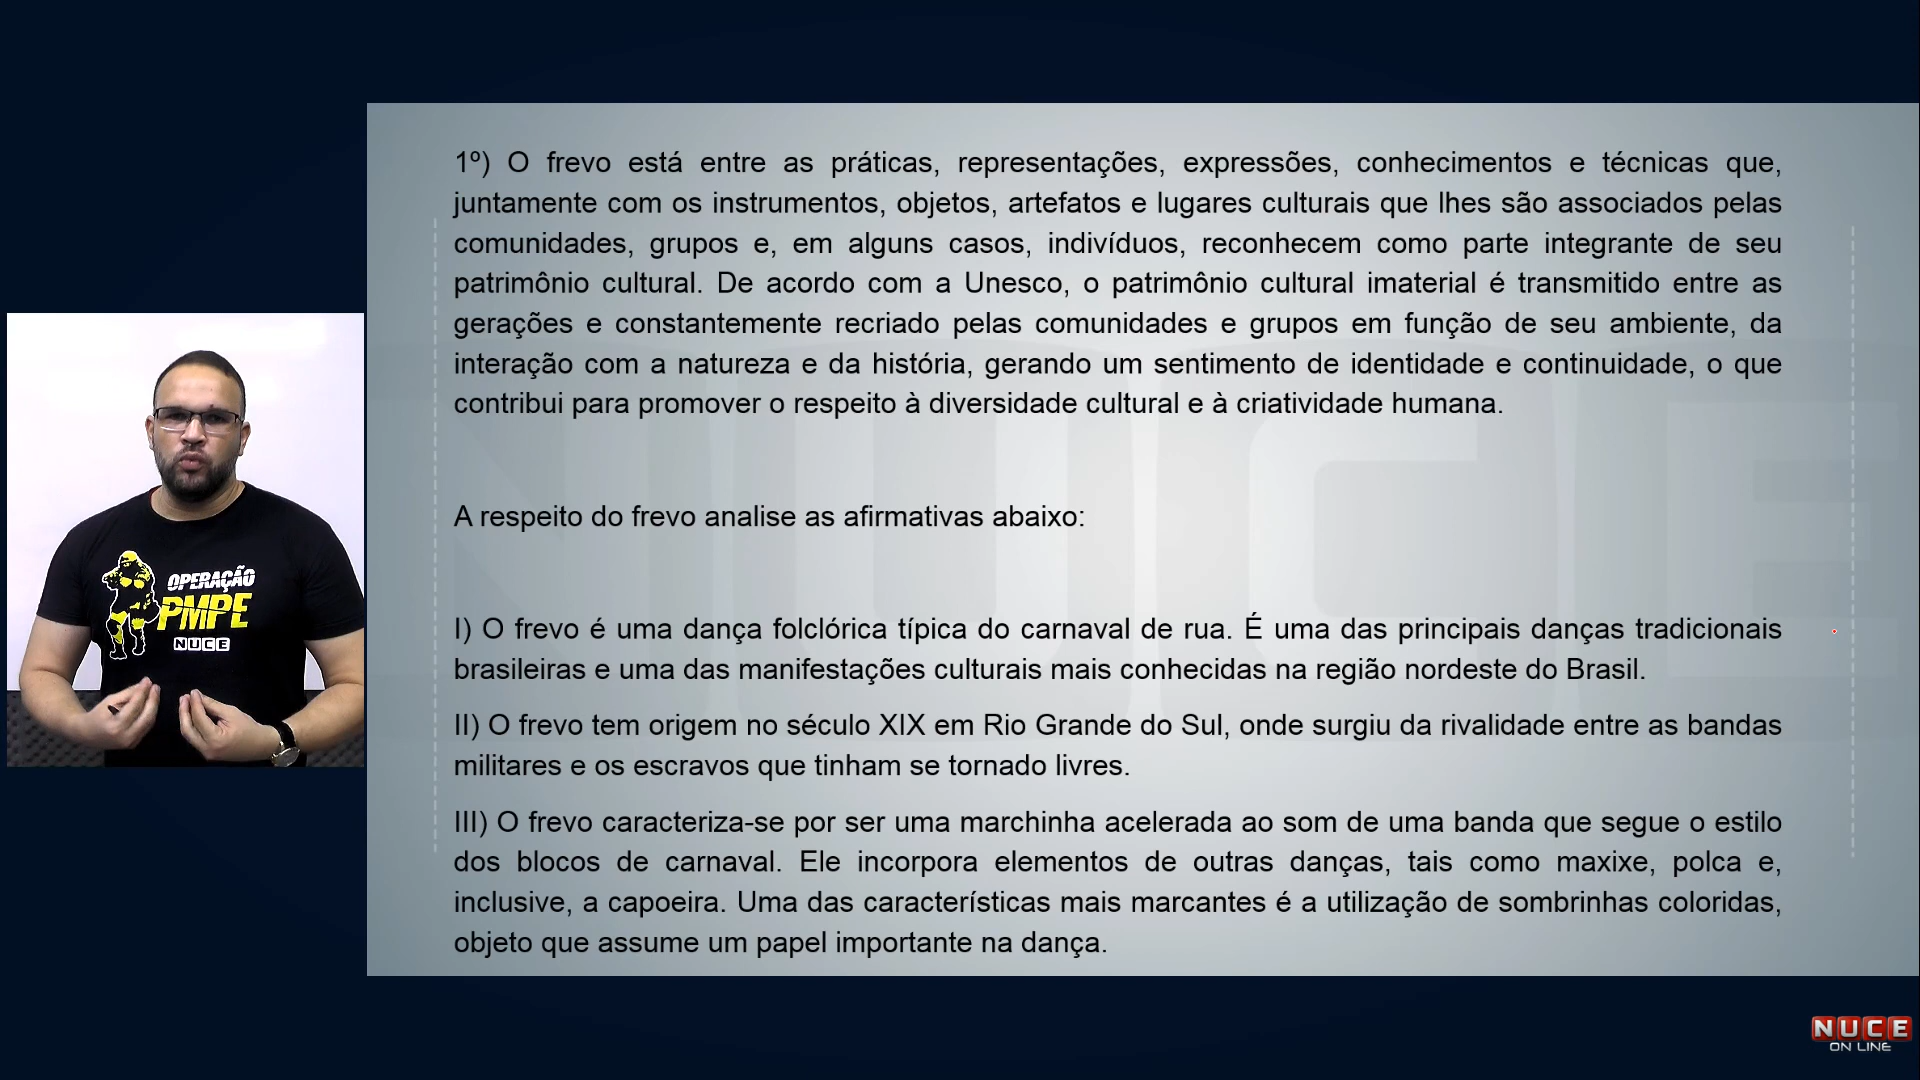 1º) O frevo está entre as práticas, representações, expressões, conhecimentos e técnicas que,
juntamente com os instrumentos, objetos, artefatos e lugares culturais que lhes são associados pelas
comunidades, grupos e, em alguns casos, indivíduos, reconhecem como parte integrante de seu
patrimônio cultural. De acordo com a Unesco, o patrimônio cultural imaterial é transmitido entre as
gerações e constantemente recriado pelas comunidades e grupos em função de seu ambiente, da
interação com a natureza e da história, gerando um sentimento de identidade e continuidade, o que
contribui para promover o respeito à diversidade cultural e à criatividade humana.
A respeito do frevo analise as afirmativas abaixo:
I) O frevo é uma dança folclórica típica do carnaval de rua. É uma das principais danças tradicionais
brasileiras e uma das manifestações culturais mais conhecidas na região nordeste do Brasil.
II) O frevo tem origem no século XIX em Rio Grande do Sul, onde surgiu da rivalidade entre as bandas
militares e os escravos que tinham se tornado livres.
III) O frevo caracteriza-se por ser uma marchinha acelerada ao som de uma banda que segue o estilo
dos blocos de carnaval. Ele incorpora elementos de outras danças, tais como maxixe, polca e,
inclusive, a capoeira. Uma das características mais marcantes é a utilização de sombrinhas coloridas,
objeto que assume um papel importante na dança.
OPERAÇÃO
PMPE
NUCE
NUCE
NUCE
ON LINE